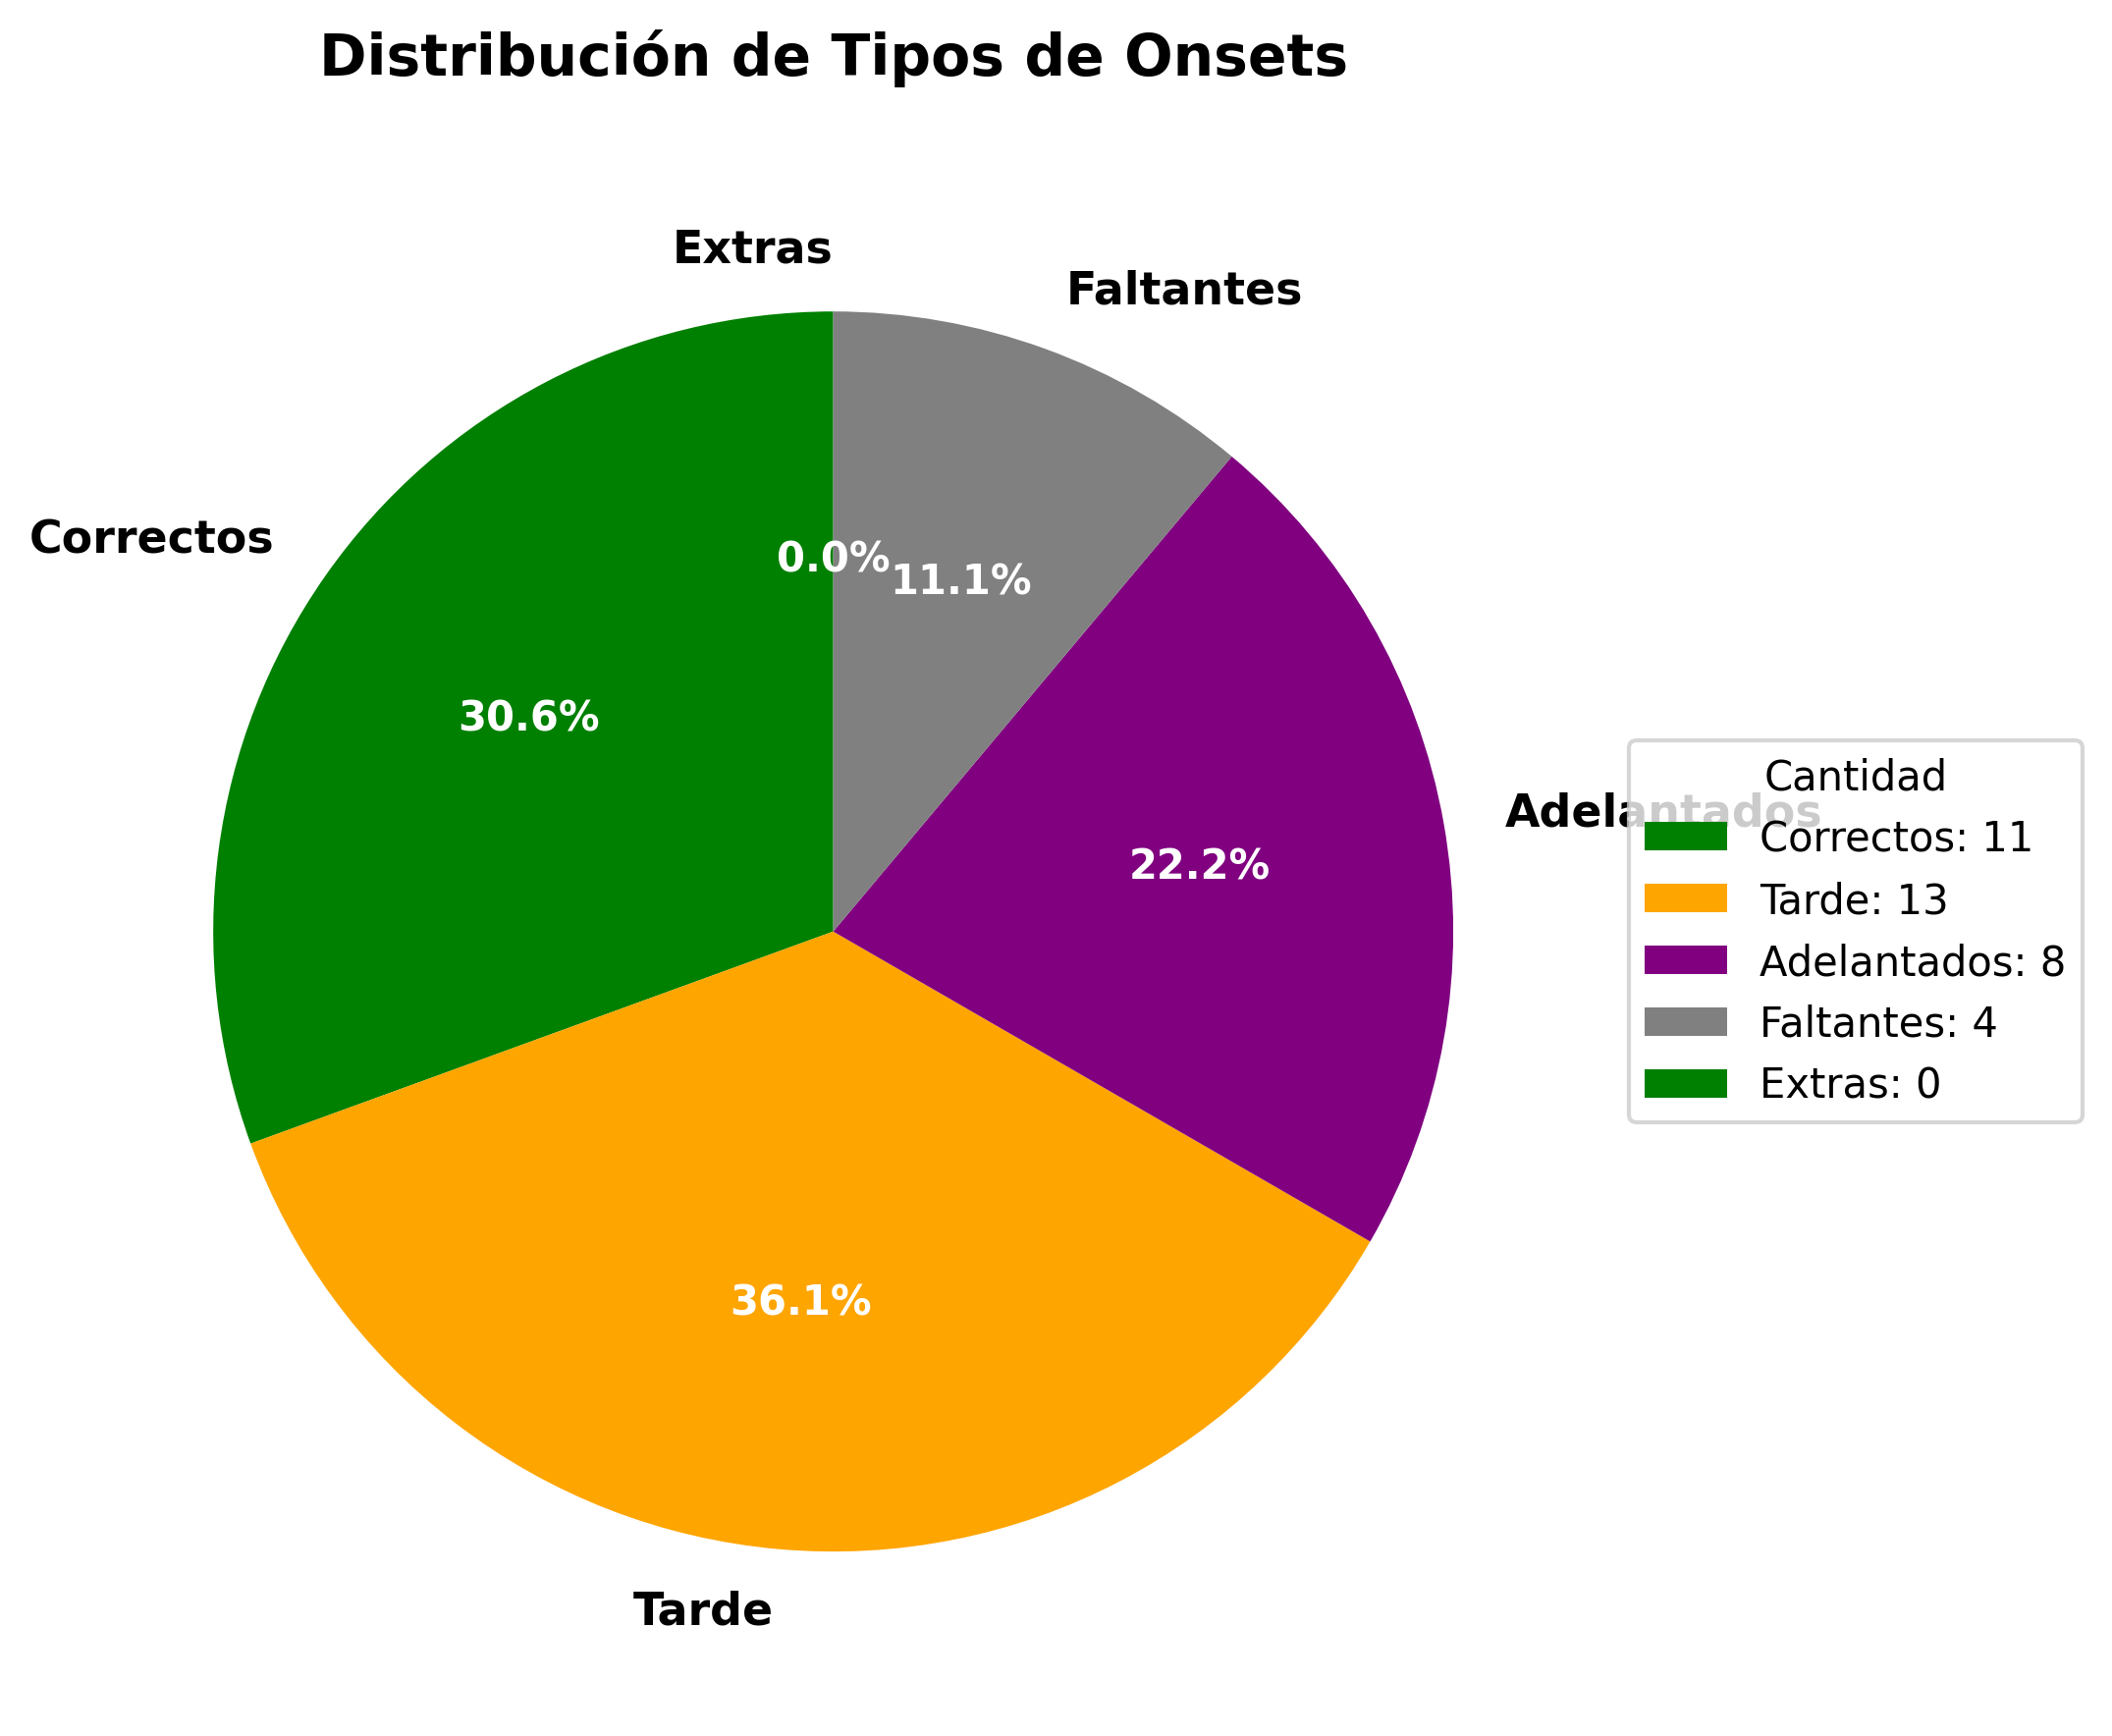 Distribución de Tipos de Onsets
Extras
Faltantes
Correctos
0.0%
11.1%
30.6%
Adelantados
22.2%
36.1%
Tarde
Cantidad
Correctos: 11
Tarde: 13
Adelantados: 8
Faltantes: 4
Extras: 0